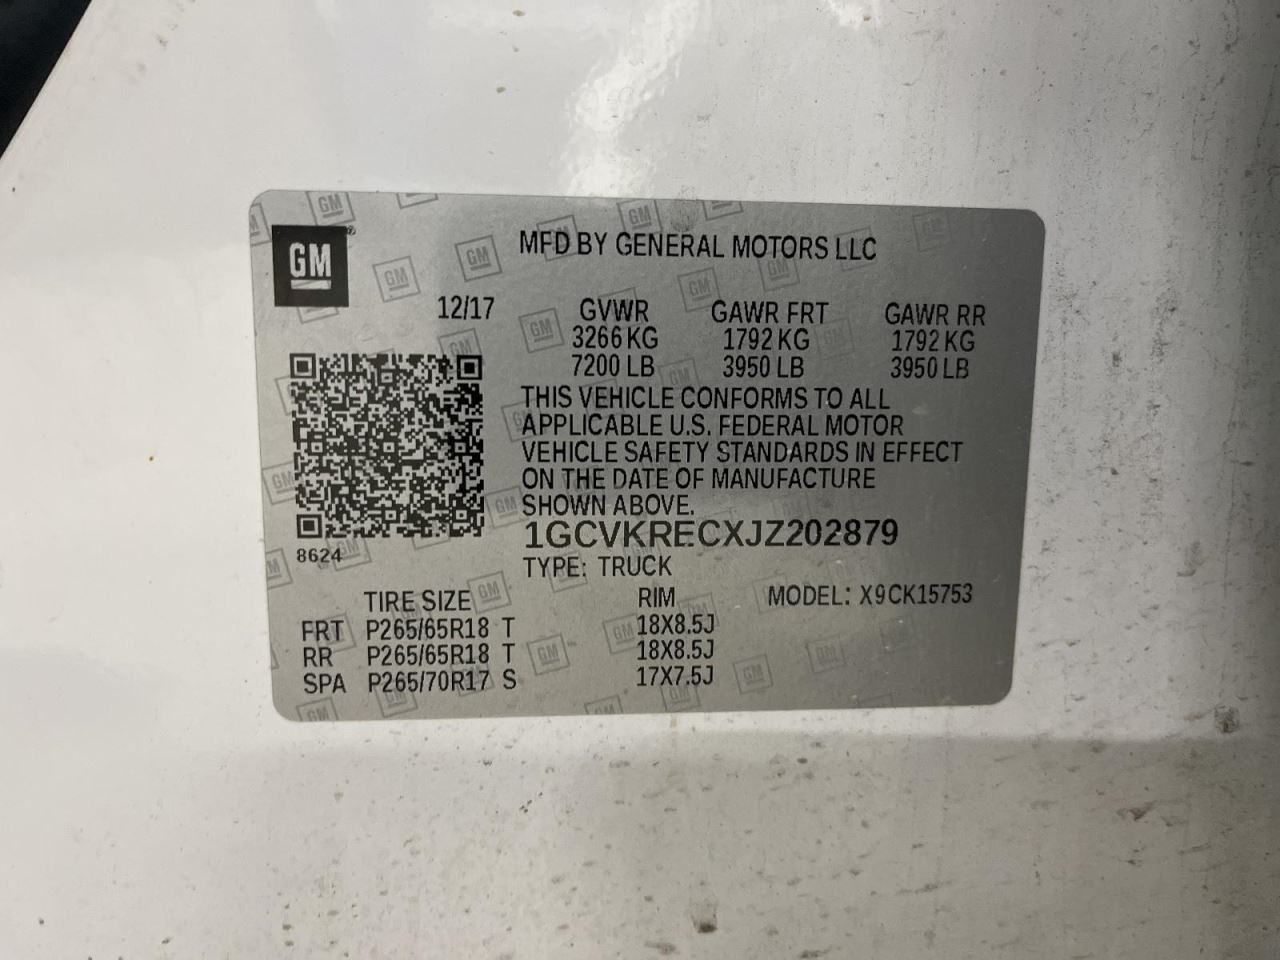 GM
MFD BY GENERAL MOTORS LLC
12/17 GVWR GAWR FRT GAWR RR
3266 KG 1792 KG 1792 KG
7200 LB 3950 LB 3950 LB
THIS VEHICLE CONFORMS TO ALL
APPLICABLE U.S. FEDERAL MOTOR
VEHICLE SAFETY STANDARDS IN EFFECT
ON THE DATE OF MANUFACTURE
SHOWN ABOVE.
1GCVKRECXJZ202879
8624
TYPE: TRUCK
TIRE SIZE RIM MODEL: X9CK15753
FRT P265/65R18 T 18X8.5J
RR P265/65R18 T 18X8.5J
SPA P265/70R17 S 17X7.5J